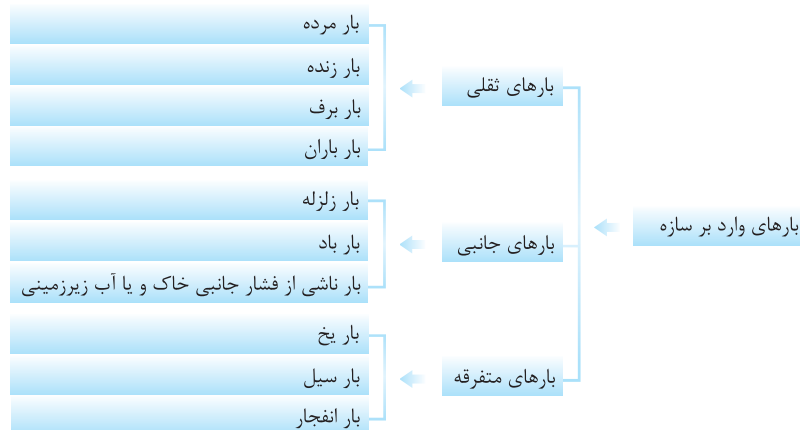 بارهای وارد بر سازه
بارهای ثقلی
بار مرده
بار زنده
بار برف
بار باران
بارهای جانبی
بار زلزله
بار باد
بار ناشی از فشار جانبی خاک و یا آب زیرزمینی
بارهای متفرقه
بار یخ
بار سیل
بار انفجار